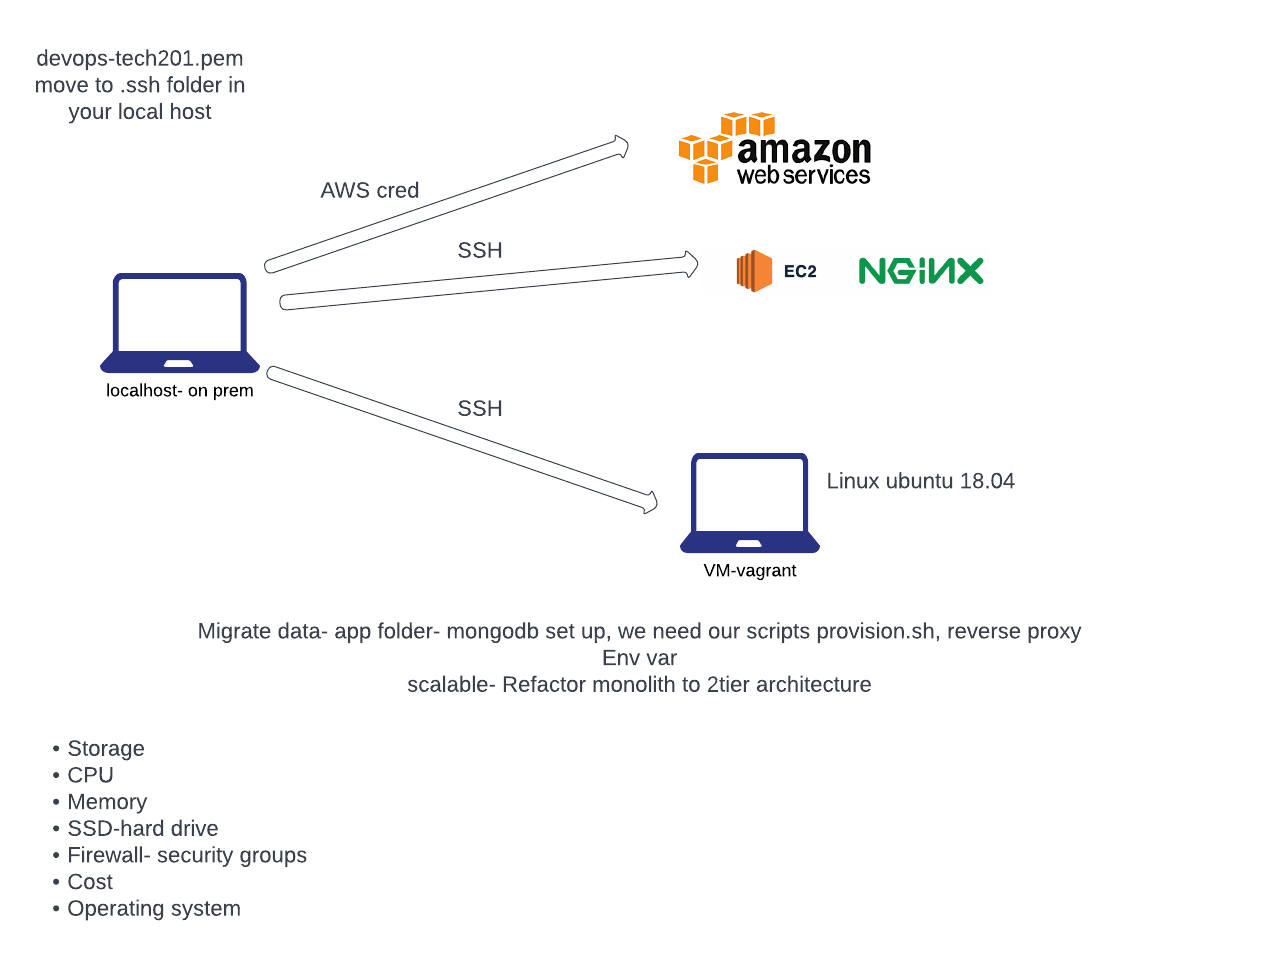 devops-tech201.pem
move to .ssh folder in
your local host
amazon
web services
AWS cred
SSH
EC2
NGiNX
localhost- on prem
SSH
Linux ubuntu 18.04
VM-vagrant
Migrate data- app folder- mongodb set up, we need our scripts provision.sh, reverse proxy
Env var
scalable- Refactor monolith to 2tier architecture
• Storage
• CPU
• Memory
• SSD-hard drive
• Firewall- security groups
• Cost
• Operating system